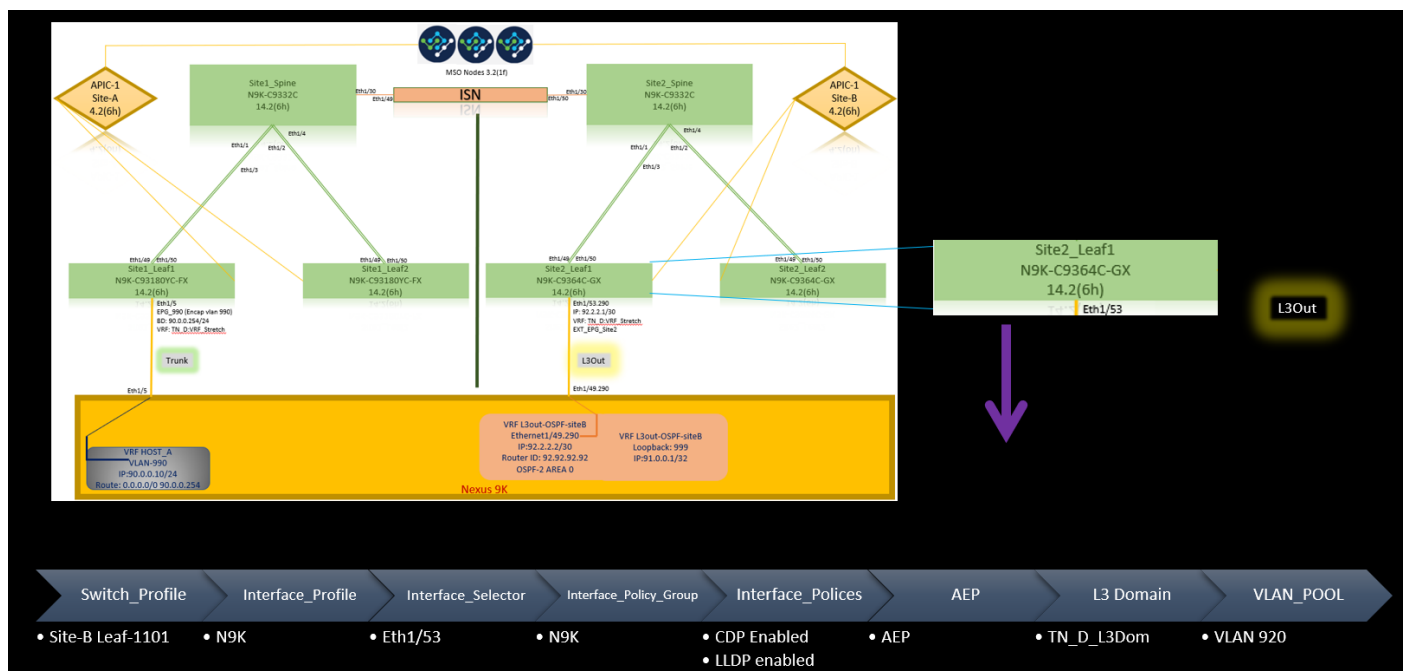 MSO Nodes 3.2(1f)
APIC-1
Site-A
4.2(6h)
Site1_Spine
N9K-C9332C
14.2(6h)
Eth1/30
Eth1/49
ISN
Eth1/30
Eth1/50
Site2_Spine
N9K-C9332C
14.2(6h)
APIC-1
Site-B
4.2(6h)
Eth1/4
Eth1/1
Eth1/2
Eth1/3
Eth1/4
Eth1/1
Eth1/2
Eth1/3
Eth1/49 Eth1/50
Site1_Leaf1
N9K-C93180YC-FX
14.2(6h)
Eth1/49 Eth1/50
Site1_Leaf2
N9K-C93180YC-FX
14.2(6h)
Eth1/49 Eth1/50
Site2_Leaf1
N9K-C9364C-GX
14.2(6h)
Eth1/49 Eth1/50
Site2_Leaf2
N9K-C9364C-GX
14.2(6h)
Site2_Leaf1
N9K-C9364C-GX
14.2(6h)
Eth1/53
L3Out
Eth1/5
EPG_990 (Encap vlan 990)
BD: 90.0.0.254/24
VRF: TN_D:VRF_Stretch
Trunk
Eth1/5
Eth1/53.290
IP: 92.2.2.1/30
VRF: TN_D:VRF_Stretch
EXT_EPG_Site2
L3Out
Eth1/49.290
VRF HOST_A
VLAN-990
IP:90.0.0.10/24
Route: 0.0.0.0/0 90.0.0.254
VRF L3out-OSPF-siteB
Ethernet1/49.290
IP:92.2.2.2/30
Router ID: 92.92.92.92
OSPF-2 AREA 0
VRF L3out-OSPF-siteB
Loopback: 999
IP:91.0.0.1/32
Nexus 9K
Switch_Profile
Interface_Profile
Interface_Selector
Interface_Policy_Group
Interface_Polices
AEP
L3 Domain
VLAN_POOL
• Site-B Leaf-1101
• N9K
• Eth1/53
• N9K
• CDP Enabled
• LLDP enabled
• AEP
• TN_D_L3Dom
• VLAN 920